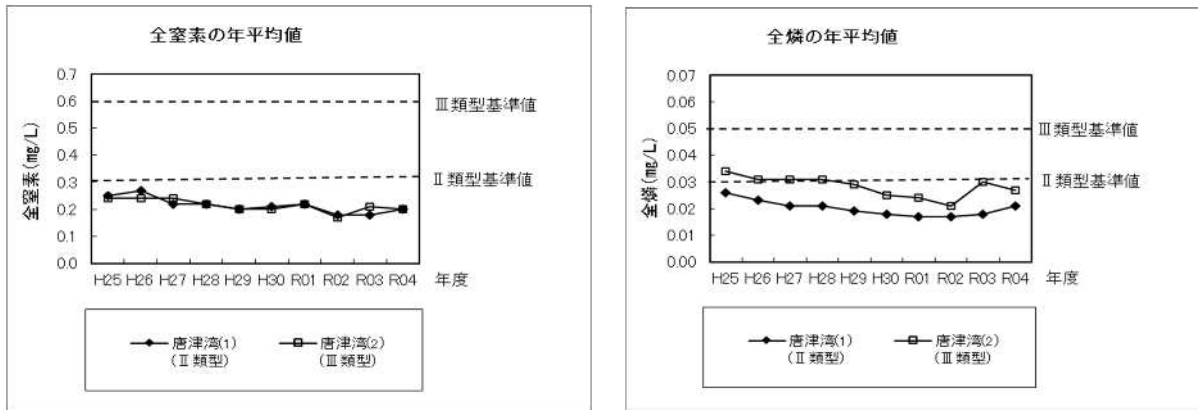 全窒素の年平均値
0.7
0.6
0.5
0.4
0.3
0.2
0.1
0.0
全窒素(mg/L)
Ⅲ類型基準値
Ⅱ類型基準値
H25 H26 H27 H28 H29 H30 R01 R02 R03 R04 年度
唐津湾(1) 唐津湾(2)
(Ⅱ類型) (Ⅲ類型)
全燐の年平均値
0.07
0.06
0.05
0.04
0.03
0.02
0.01
0.00
全燐(mg/L)
Ⅲ類型基準値
Ⅱ類型基準値
H25 H26 H27 H28 H29 H30 R01 R02 R03 R04 年度
唐津湾(1) 唐津湾(2)
(Ⅱ類型) (Ⅲ類型)